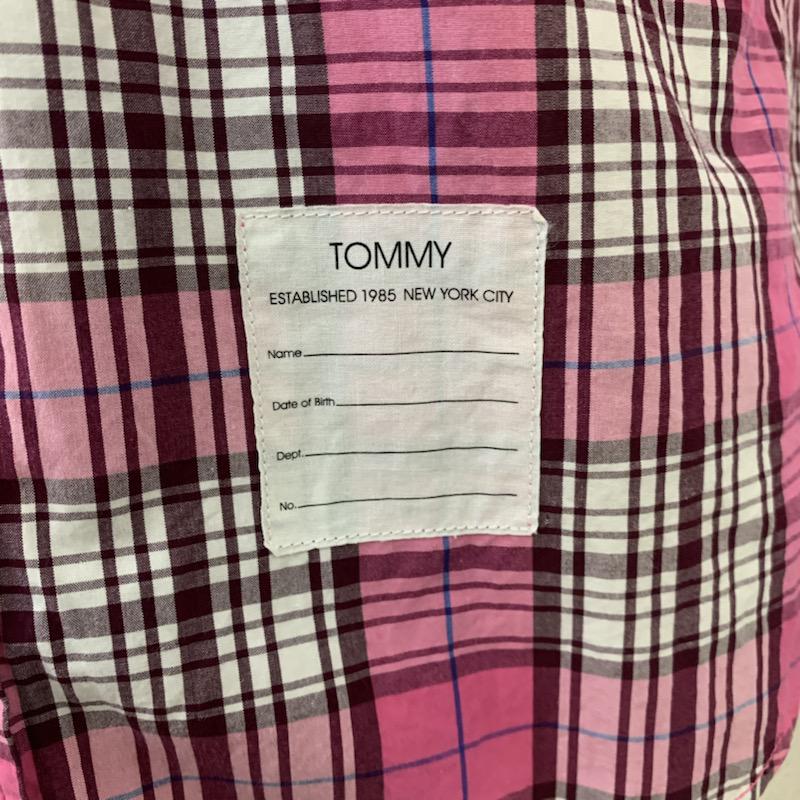 TOMMY
ESTABLISHED 1985 NEW YORK CITY
Name
Date of Birth
Dept.
No.